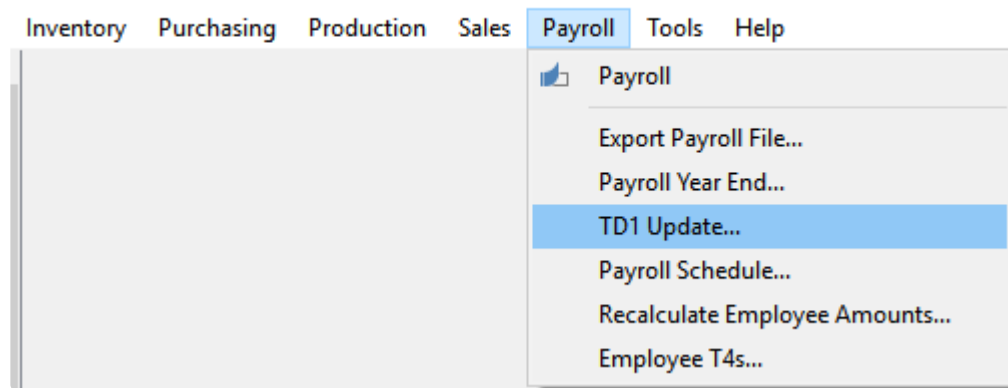 Inventory Purchasing Production Sales Payroll Tools Help
Payroll
Export Payroll File...
Payroll Year End...
TD1 Update...
Payroll Schedule...
Recalculate Employee Amounts...
Employee T4s...